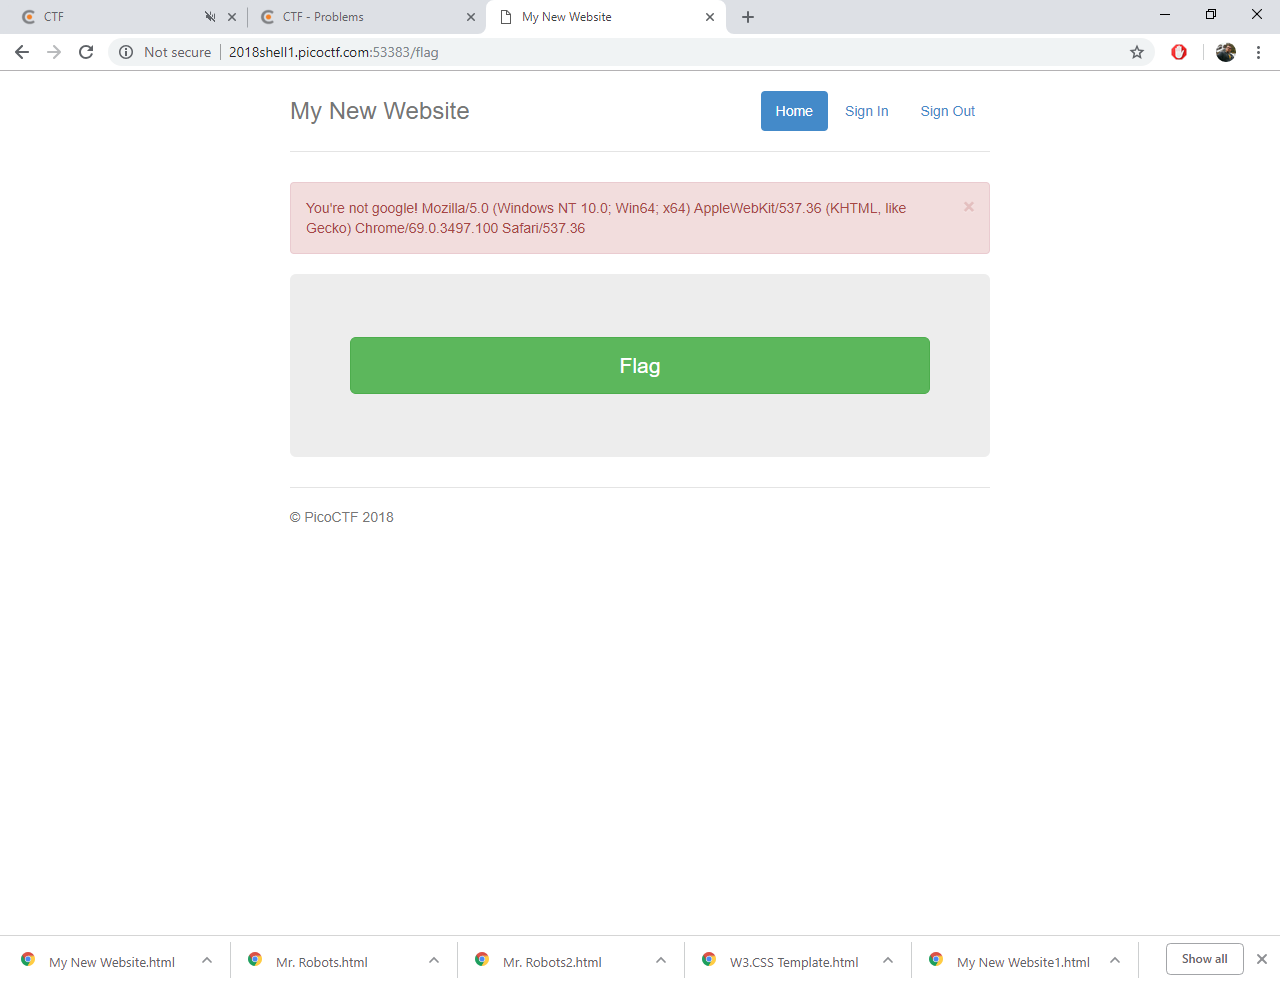 CTF
CTF - Problems
My New Website
Not secure
2018shell1.picoctf.com:53383/flag
My New Website
Home
Sign In
Sign Out
You're not google! Mozilla/5.0 (Windows NT 10.0; Win64; x64) AppleWebKit/537.36 (KHTML, like
Gecko) Chrome/69.0.3497.100 Safari/537.36
×
Flag
© PicoCTF 2018
My New Website.html
Mr. Robots.html
Mr. Robots2.html
W3.CSS Template.html
My New Website1.html
Show all